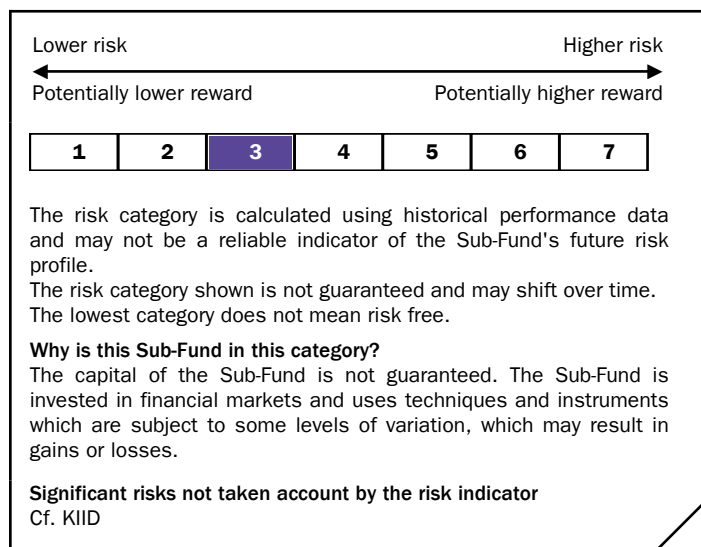 Lower risk Higher risk
Potentially lower reward Potentially higher reward
1 2 3 4 5 6 7
The risk category is calculated using historical performance data
and may not be a reliable indicator of the Sub-Fund's future risk
profile.
The risk category shown is not guaranteed and may shift over time.
The lowest category does not mean risk free.
Why is this Sub-Fund in this category?
The capital of the Sub-Fund is not guaranteed. The Sub-Fund is
invested in financial markets and uses techniques and instruments
which are subject to some levels of variation, which may result in
gains or losses.
Significant risks not taken account by the risk indicator
Cf. KIID